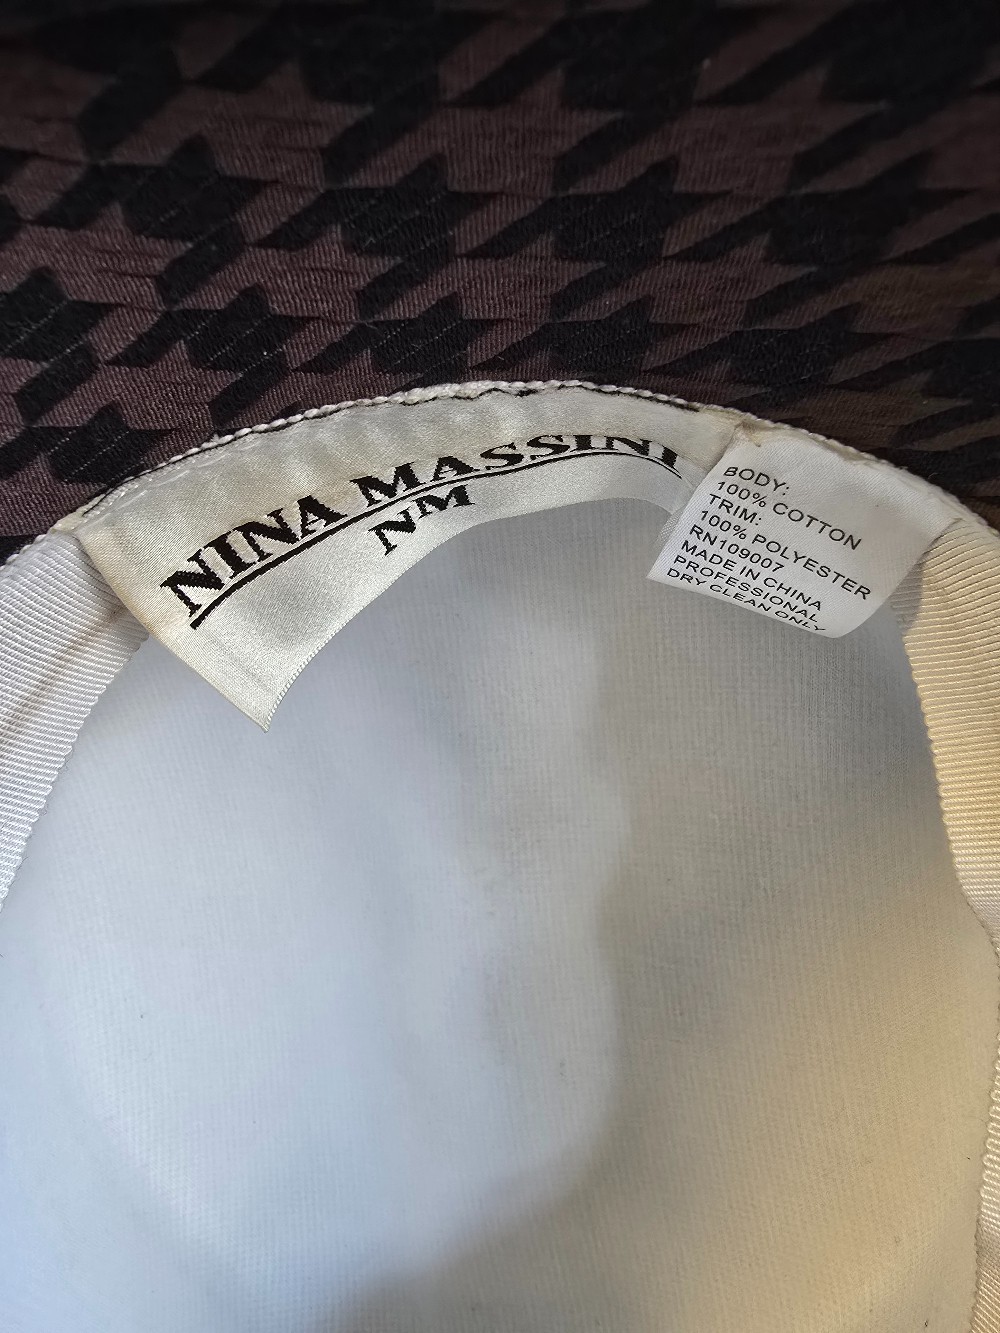 NINA MASSINI
NM
BODY:
100% COTTON
TRIM:
100% POLYESTER
RN109007
MADE IN CHINA
PROFESSIONAL
DRY CLEAN ONLY